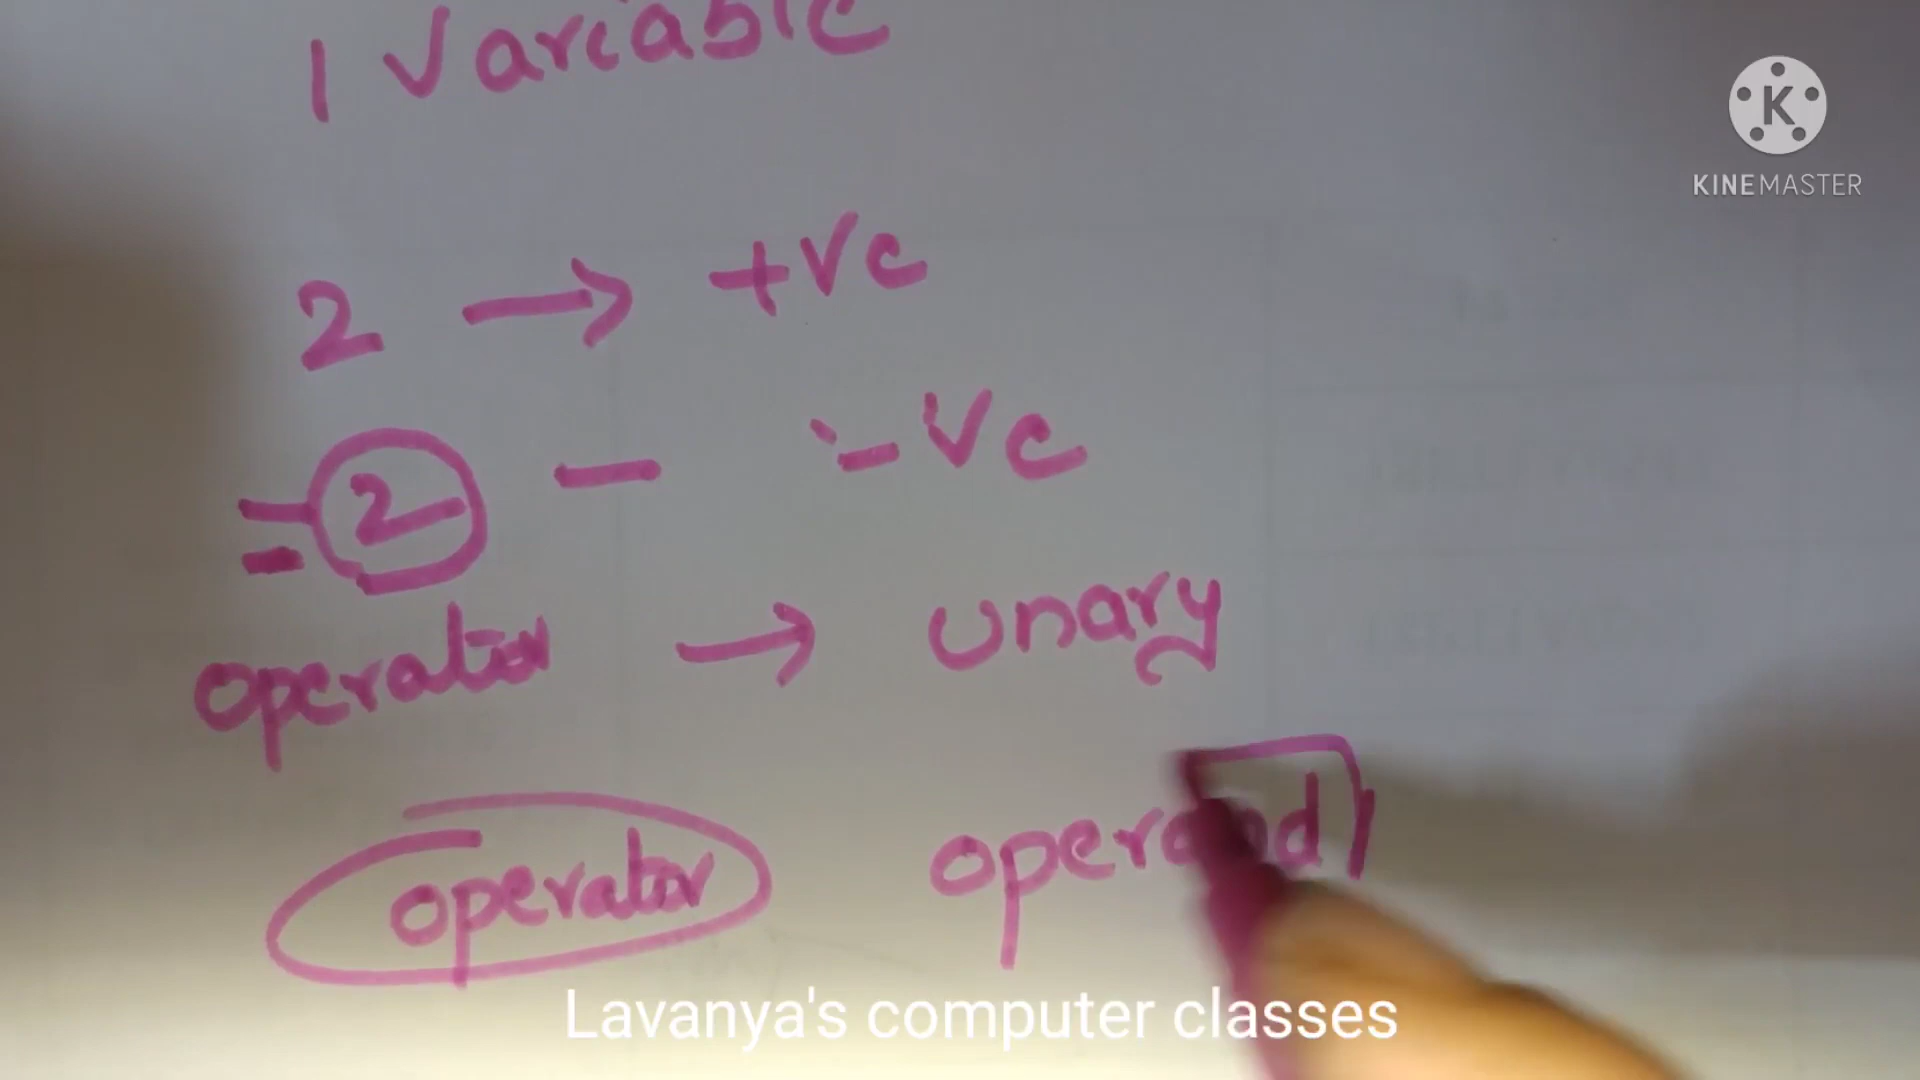 1 Variable
K
KINEMASTER
2 → +ve
-2 - -ve
operator → unary
operator operand
Lavanya's computer classes